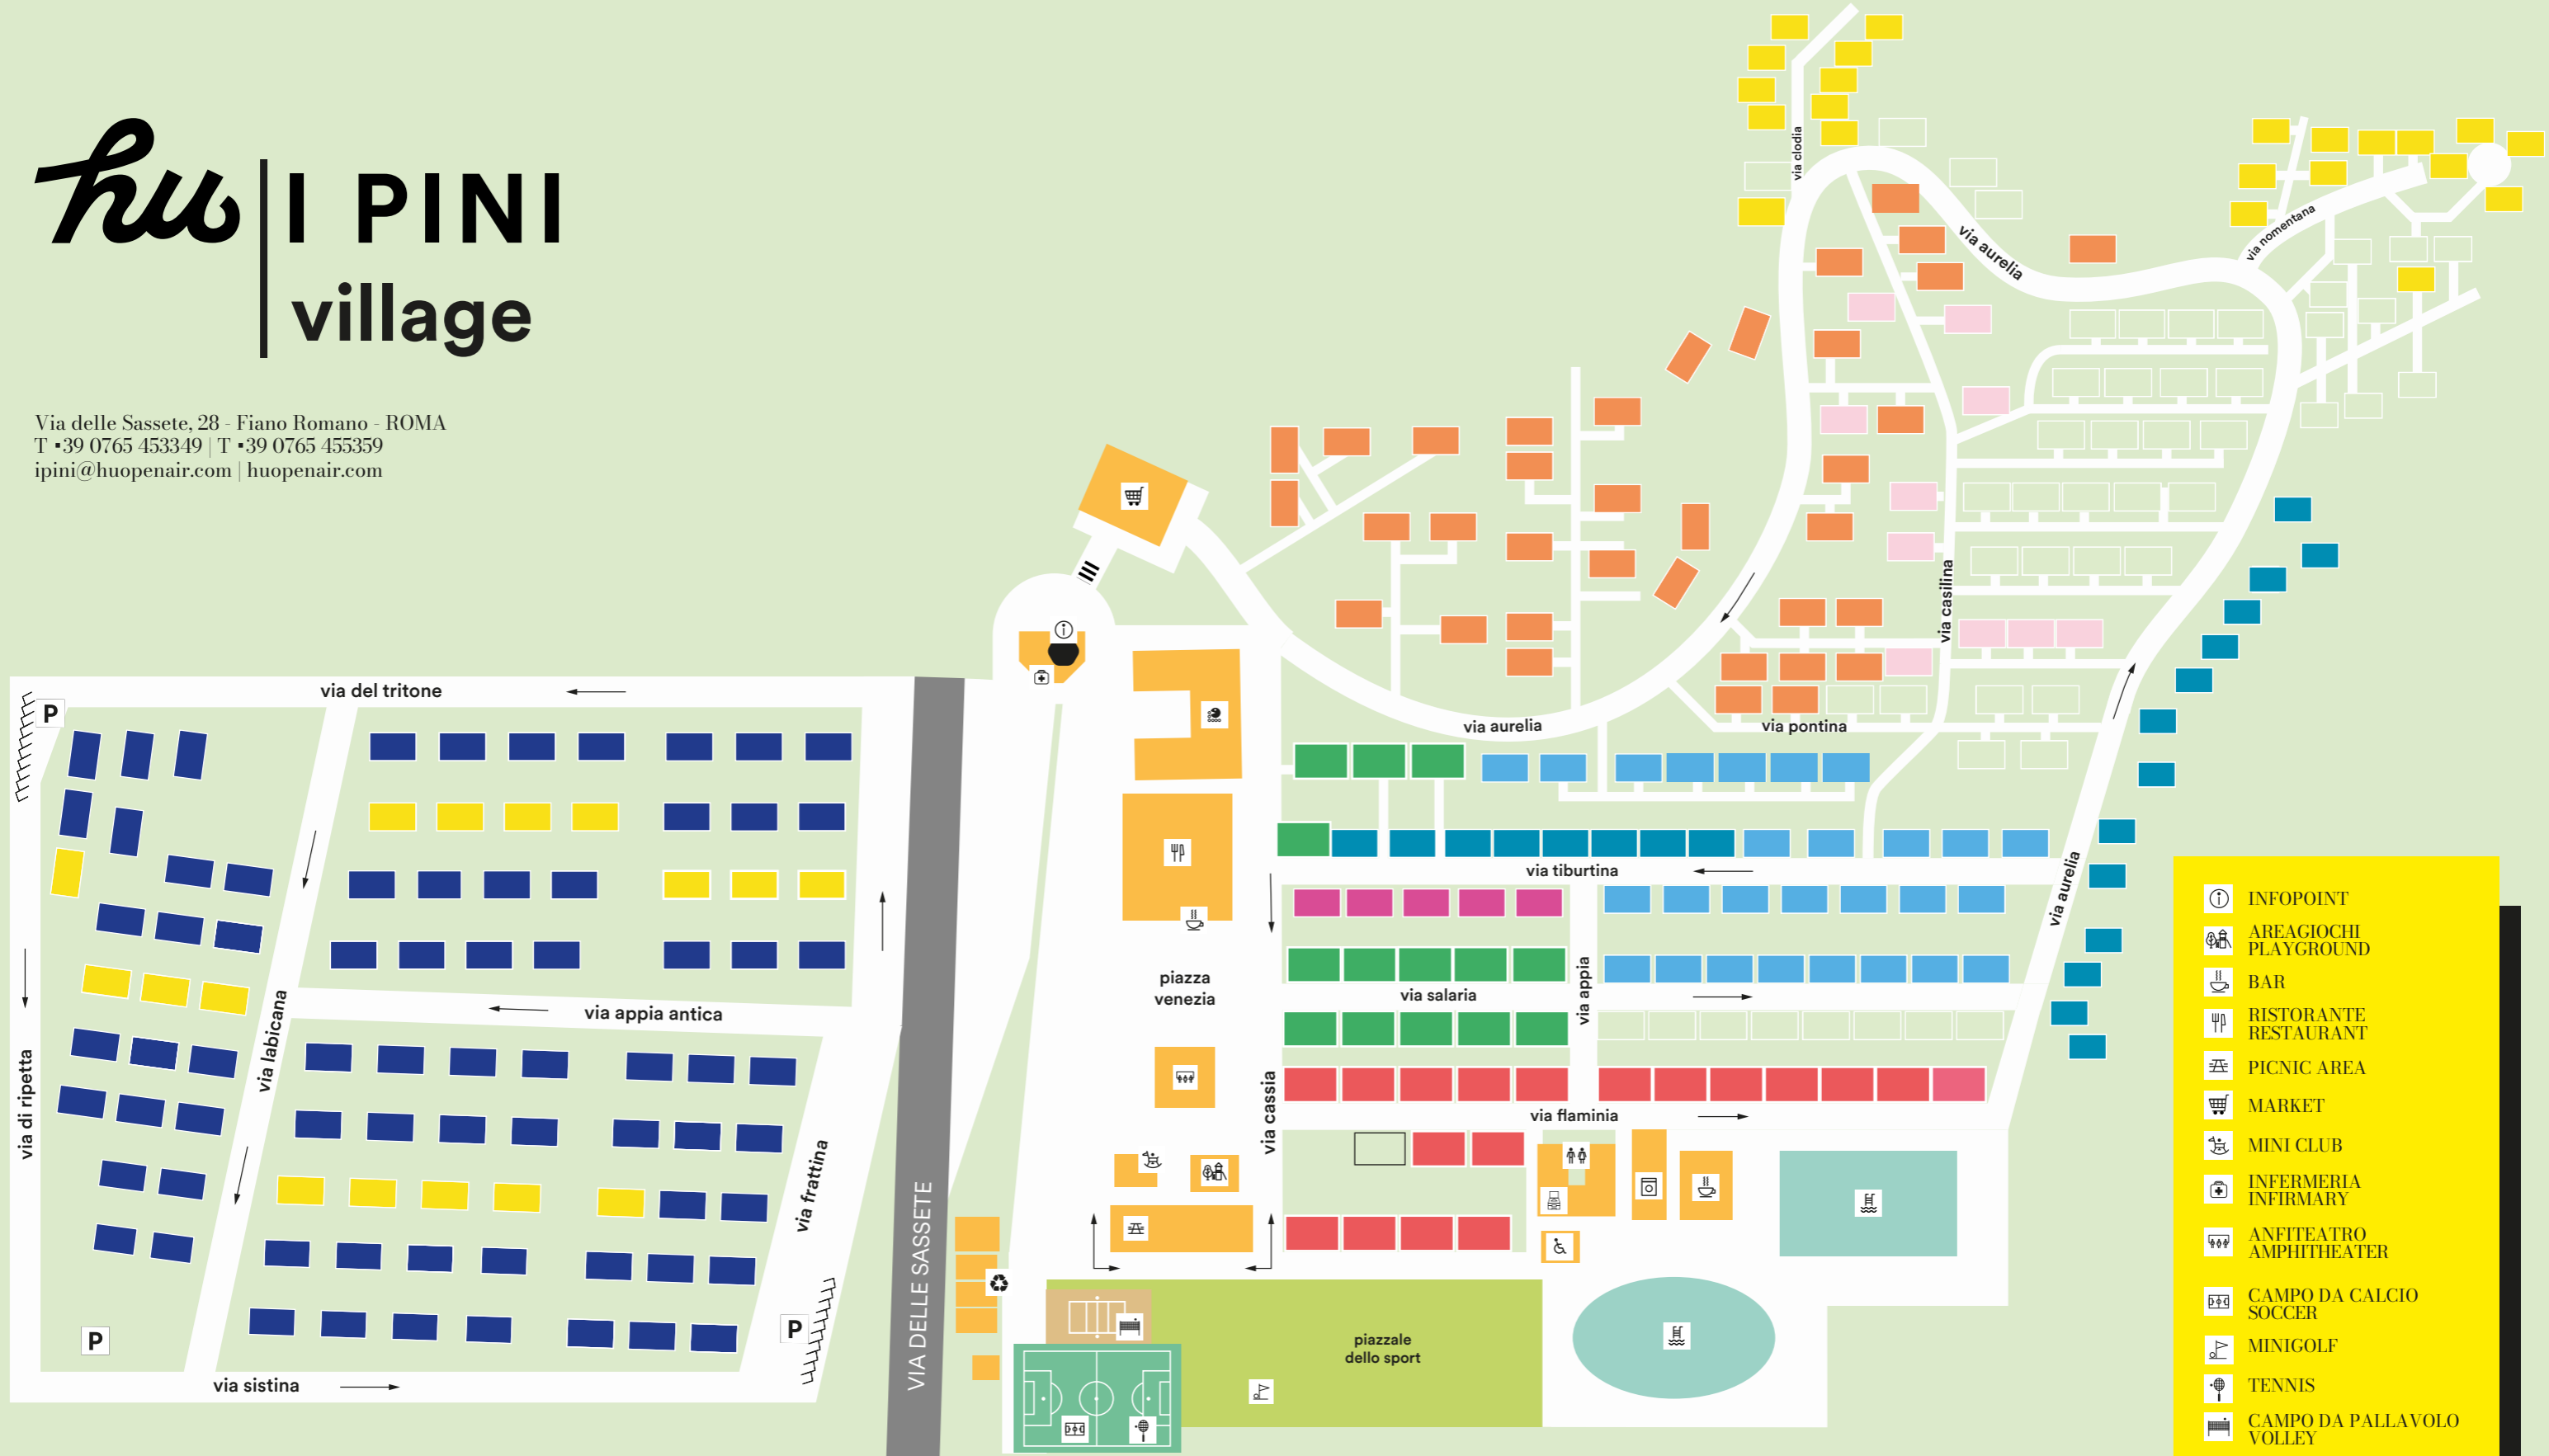 hu | I PINI
village
Via delle Sassete, 28 - Fiano Romano - ROMA
T +39 0765 453349 | T +39 0765 455359
ipini@huopenair.com | huopenair.com
via clodia
via aurelia
via nomentana
via casilina
via aurelia
via pontina
via del tritone
P
via tiburtina
via aurelia
piazza
venezia
via salaria
via appia
via appia antica
via labicana
via di ripetta
via frattina
VIA DELLE SASSETE
via cassia
via flaminia
P
P
via sistina
piazzale
dello sport
INFOPOINT
AREAGIOCHI
PLAYGROUND
BAR
RISTORANTE
RESTAURANT
PICNIC AREA
MARKET
MINI CLUB
INFERMERIA
INFIRMARY
ANFITEATRO
AMPHITHEATER
CAMPO DA CALCIO
SOCCER
MINIGOLF
TENNIS
CAMPO DA PALLAVOLO
VOLLEY